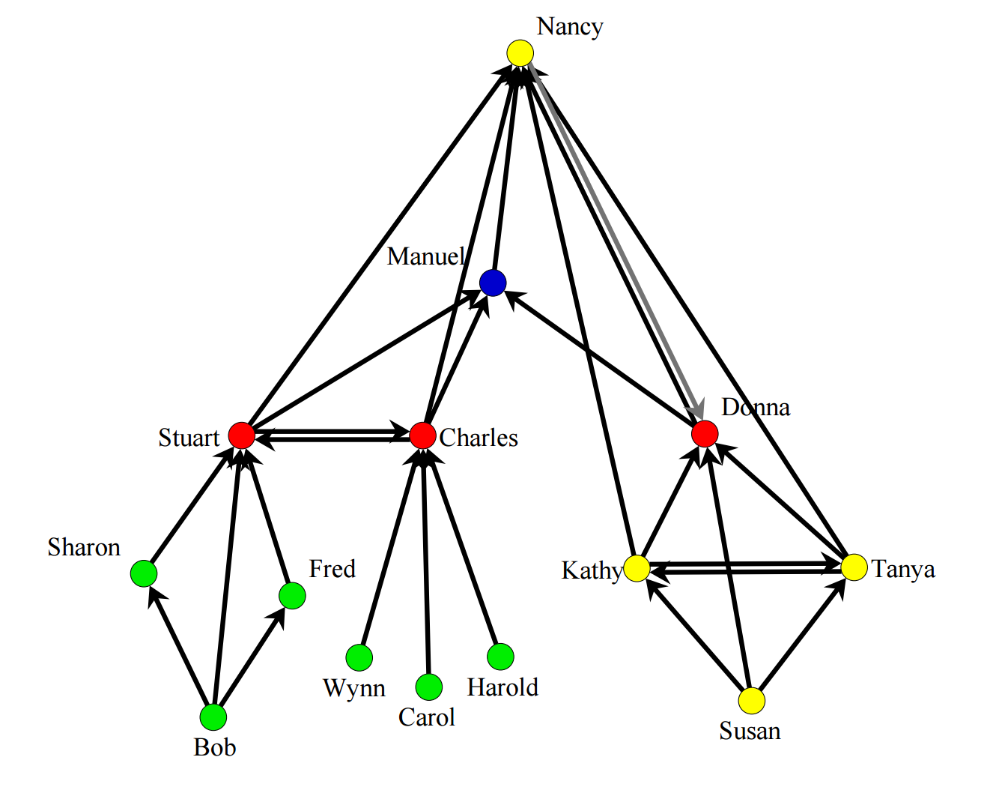 Nancy
Manuel
Donna
Stuart
Charles
Sharon
Fred
Kathy
Tanya
Wynn
Harold
Carol
Susan
Bob